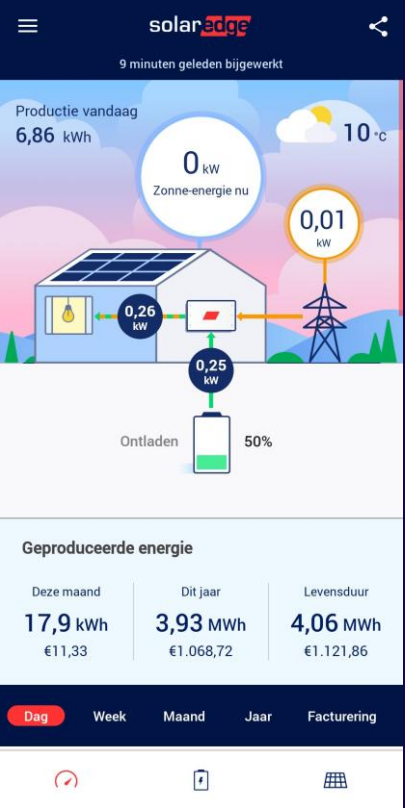 solaredge
9 minuten geleden bijgewerkt
Productie vandaag
6,86 kWh
10 °C
0 kW
Zonne-energie nu
0,01
kW
0,26
kW
0,25
kW
Ontladen
50%
Geproduceerde energie
Deze maand
Dit jaar
Levensduur
17,9 kWh
3,93 MWh
4,06 MWh
€11,33
€1.068,72
€1.121,86
Dag Week Maand Jaar Facturering